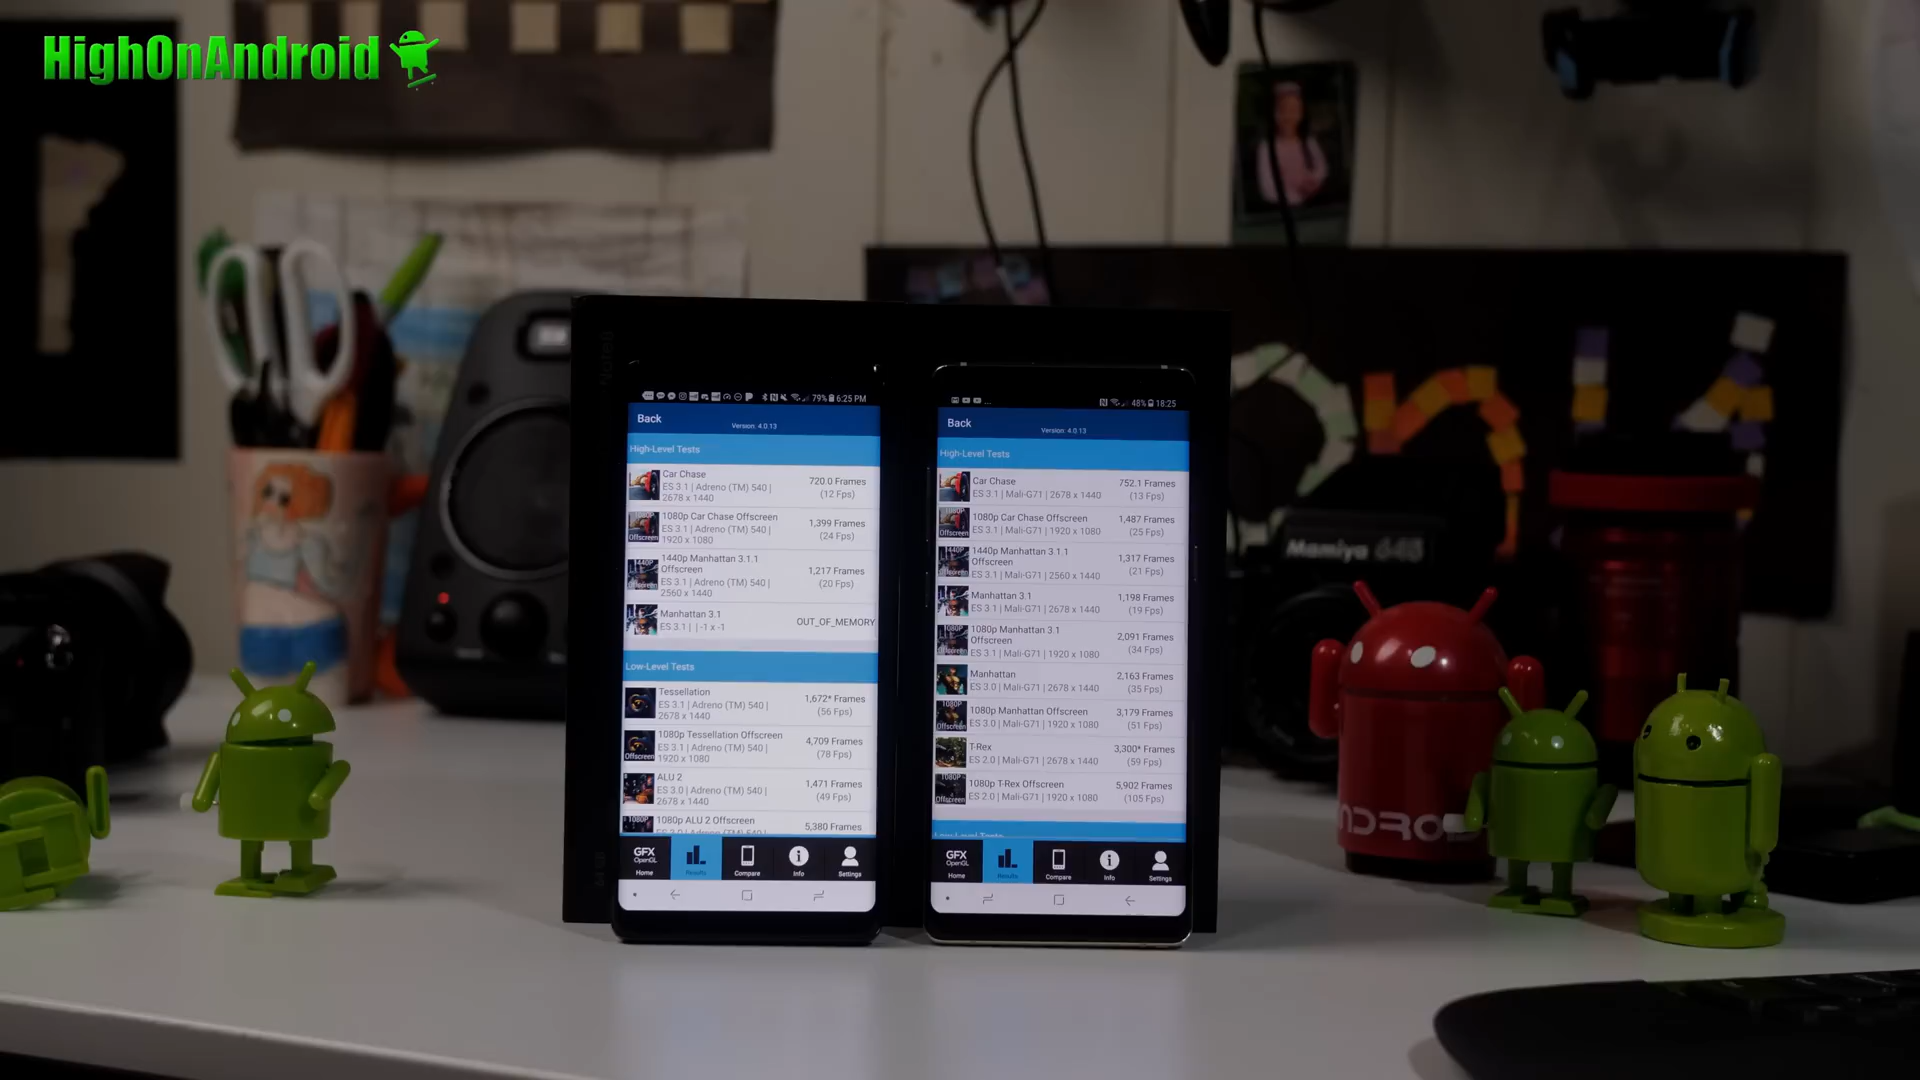 HighOnAndroid
Note8
79% 6:25 PM
Back
Version: 4.0.13
High-Level Tests
Car Chase
ES 3.1 | Adreno (TM) 540 |
2678 x 1440
720.0 Frames
(12 Fps)
1080p Car Chase Offscreen
ES 3.1 | Adreno (TM) 540 |
1920 x 1080
1,399 Frames
(24 Fps)
1440p Manhattan 3.1.1
Offscreen
ES 3.1 | Adreno (TM) 540 |
2560 x 1440
1,217 Frames
(20 Fps)
Manhattan 3.1
ES 3.1 | | -1 x -1
OUT_OF_MEMORY
Low-Level Tests
Tessellation
ES 3.1 | Adreno (TM) 540 |
2678 x 1440
1,672* Frames
(56 Fps)
1080p Tessellation Offscreen
ES 3.1 | Adreno (TM) 540 |
1920 x 1080
4,709 Frames
(78 Fps)
ALU 2
ES 3.0 | Adreno (TM) 540 |
2678 x 1440
1,471 Frames
(49 Fps)
1080p ALU 2 Offscreen
ES 3.0 | Adreno (TM) 540 |
5,380 Frames
GFX
OpenGL
Home
Results
Compare
Info
Settings
48% 18:25
Back
Version: 4.0.13
High-Level Tests
Car Chase
ES 3.1 | Mali-G71 | 2678 x 1440
752.1 Frames
(13 Fps)
1080p Car Chase Offscreen
ES 3.1 | Mali-G71 | 1920 x 1080
1,487 Frames
(25 Fps)
1440p Manhattan 3.1.1
Offscreen
ES 3.1 | Mali-G71 | 2560 x 1440
1,317 Frames
(21 Fps)
Manhattan 3.1
ES 3.1 | Mali-G71 | 2678 x 1440
1,198 Frames
(19 Fps)
1080p Manhattan 3.1
Offscreen
ES 3.1 | Mali-G71 | 1920 x 1080
2,091 Frames
(34 Fps)
Manhattan
ES 3.0 | Mali-G71 | 2678 x 1440
2,163 Frames
(35 Fps)
1080p Manhattan Offscreen
ES 3.0 | Mali-G71 | 1920 x 1080
3,179 Frames
(51 Fps)
T-Rex
ES 2.0 | Mali-G71 | 2678 x 1440
3,300* Frames
(59 Fps)
1080p T-Rex Offscreen
ES 2.0 | Mali-G71 | 1920 x 1080
5,902 Frames
(105 Fps)
Low-Level Tests
GFX
OpenGL
Home
Results
Compare
Info
Settings
Mamiya 645
NDRO